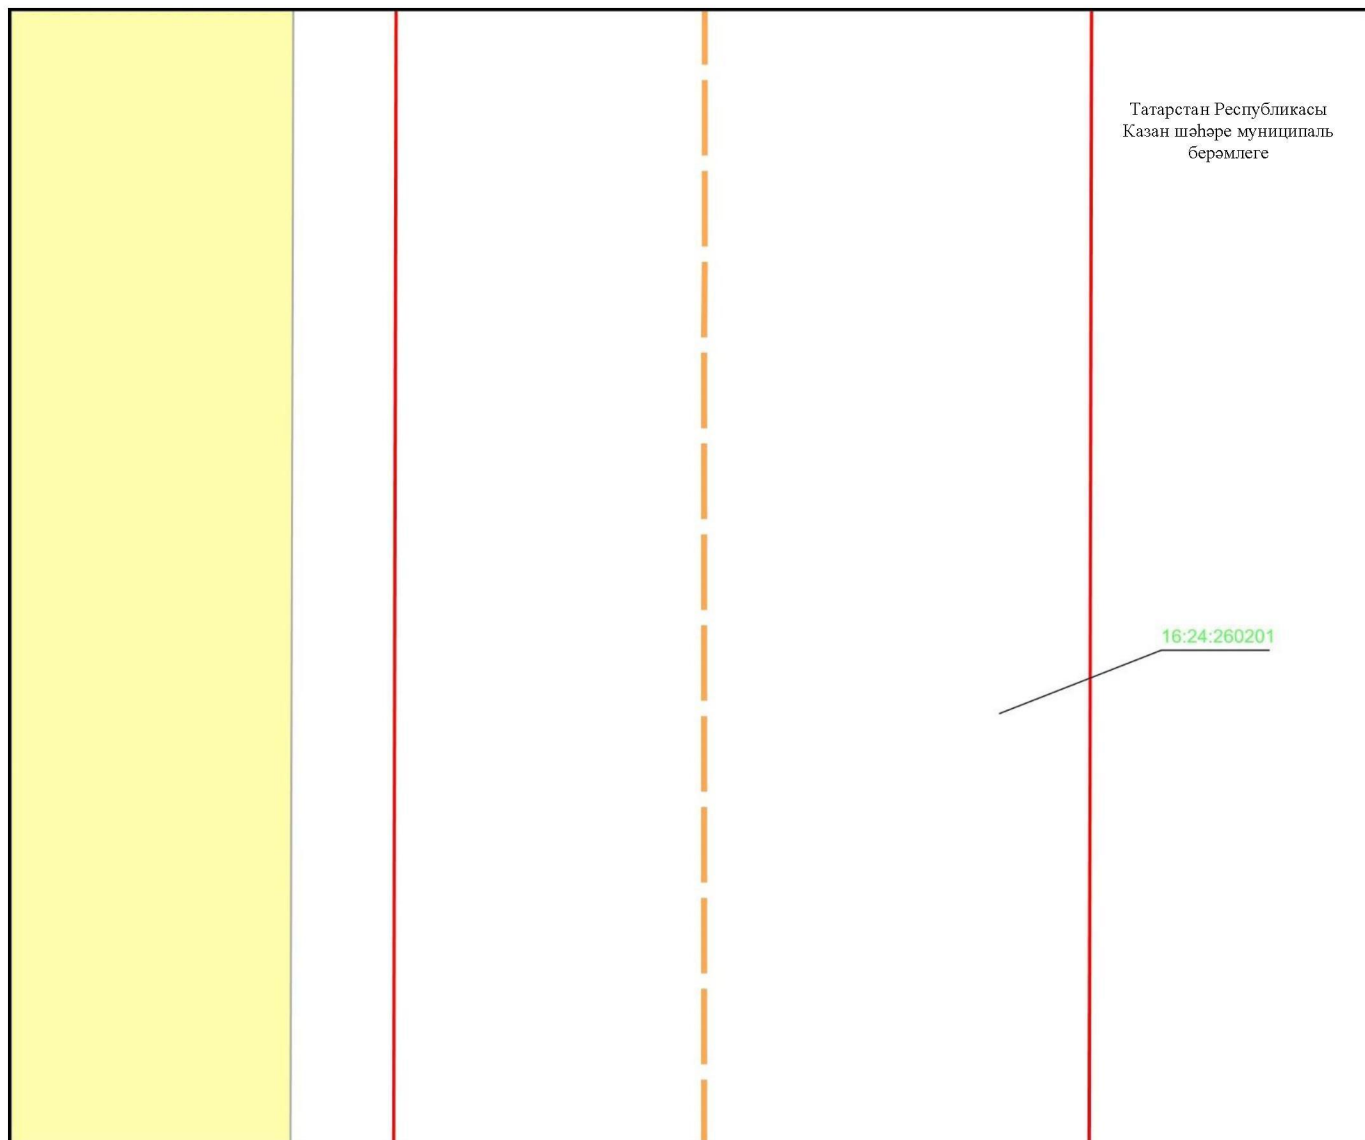 Татарстан Республикасы
Казан шәһәре муниципаль
берәмлеге
16:24:260201